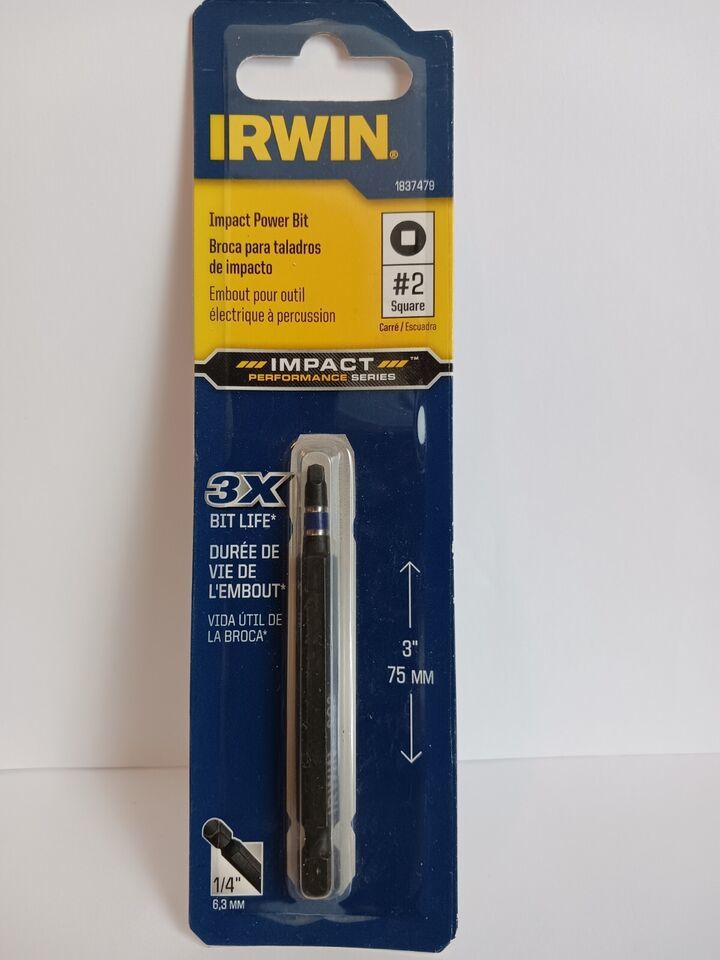 IRWIN®
1837479
Impact Power Bit
Broca para taladros
de impacto
Embout pour outil
électrique à percussion
#2
Square
Carré / Escuadra
IMPACT™
PERFORMANCE SERIES
3X
BIT LIFE*
DURÉE DE
VIE DE
L'EMBOUT*
VIDA ÚTIL DE
LA BROCA*
3"
75 MM
IRWIN
1/4"
6,3 MM